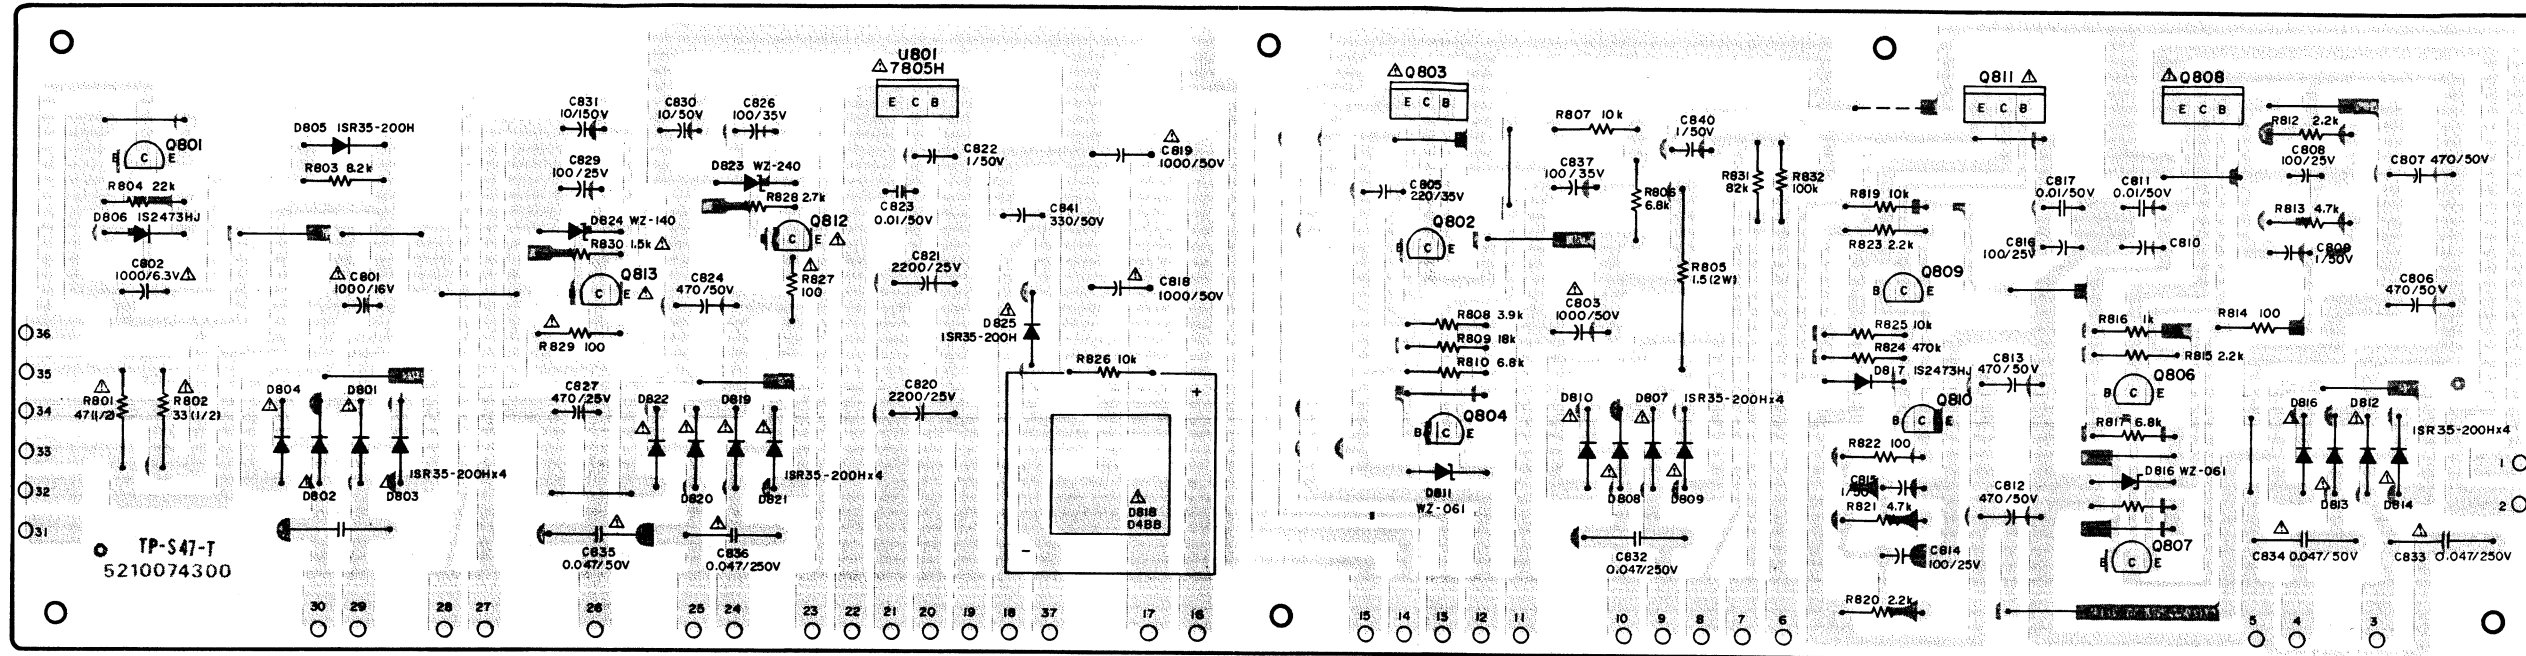 U801
7805H
E C B
Q803
E C B
Q811
E C B
Q808
E C B
C831
10/150V
C830
10/50V
C826
100/35V
D805 1SR35-200H
R803 8.2k
Q801
B C E
R804 22k
D806 1S2473HJ
C802
1000/6.3V
C801
1000/16V
C829
100/25V
D823 WZ-240
R828 2.7k
D824 WZ-140
R830 1.5k
Q812
C E
Q813
C E
R827
100
C824
470/50V
R829 100
C822
1/50V
C823
0.01/50V
C821
2200/25V
C819
1000/50V
C841
330/50V
C818
1000/50V
D825
1SR35-200H
R826 10k
C820
2200/25V
C827
470/25V
R801
47(1/2)
R802
33(1/2)
D804
D801
D802
D803
1SR35-200Hx4
D822
D819
D820
D821
1SR35-200Hx4
C835
0.047/50V
C836
0.047/250V
+
-
D818
D4BB
TP-S47-T
5210074300
R807 10k
C840
1/50V
C837
100/35V
C805
220/35V
Q802
B C E
R806
6.8k
R831
82k
R832
100k
R805
1.5(2W)
C803
1000/50V
R808 3.9k
R809 18k
R810 6.8k
Q804
B C E
D811
WZ-061
D810
D807
1SR35-200Hx4
D808
D809
C832
0.047/250V
R812 2.2k
C808
100/25V
C807 470/50V
R819 10k
R823 2.2k
C817
0.01/50V
C811
0.01/50V
C816
100/25V
C810
R813 4.7k
C809
1/50V
Q809
B C E
C806
470/50V
R825 10k
R824 470k
D817 1S2473HJ
C813
470/50V
R816 1k
R815 2.2k
R814 100
Q806
B C E
Q810
B C E
R817 6.8k
D816 WZ-061
R822 100
C815
1/50V
R821 4.7k
C812
470/50V
C814
100/25V
R820 2.2k
Q807
B C E
D816
D812
1SR35-200Hx4
D813
D814
C834 0.047/50V
C833 0.047/250V
36
35
34
33
32
31
1
2
30 29 28 27 26 25 24 23 22 21 20 19 18 37 17 16 15 14 13 12 11 10 9 8 7 6 5 4 3